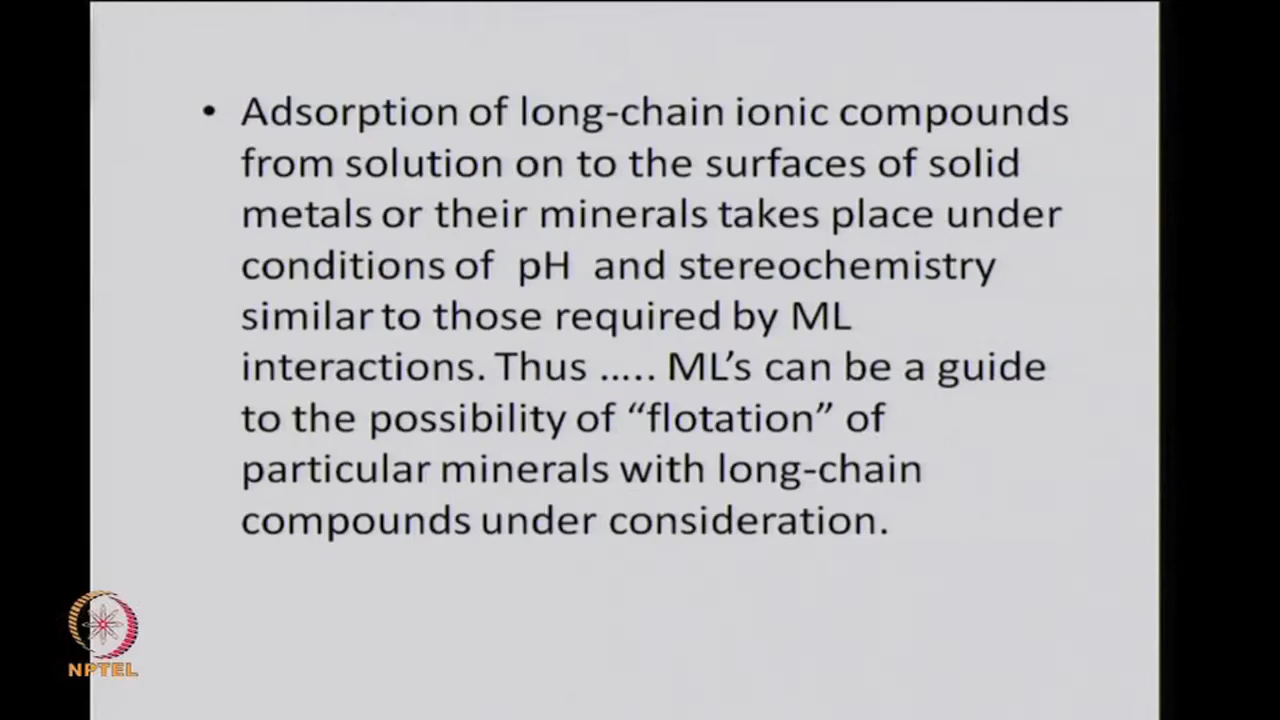 • Adsorption of long-chain ionic compounds
from solution on to the surfaces of solid
metals or their minerals takes place under
conditions of pH and stereochemistry
similar to those required by ML
interactions. Thus ..... ML’s can be a guide
to the possibility of “flotation” of
particular minerals with long-chain
compounds under consideration.
NPTEL